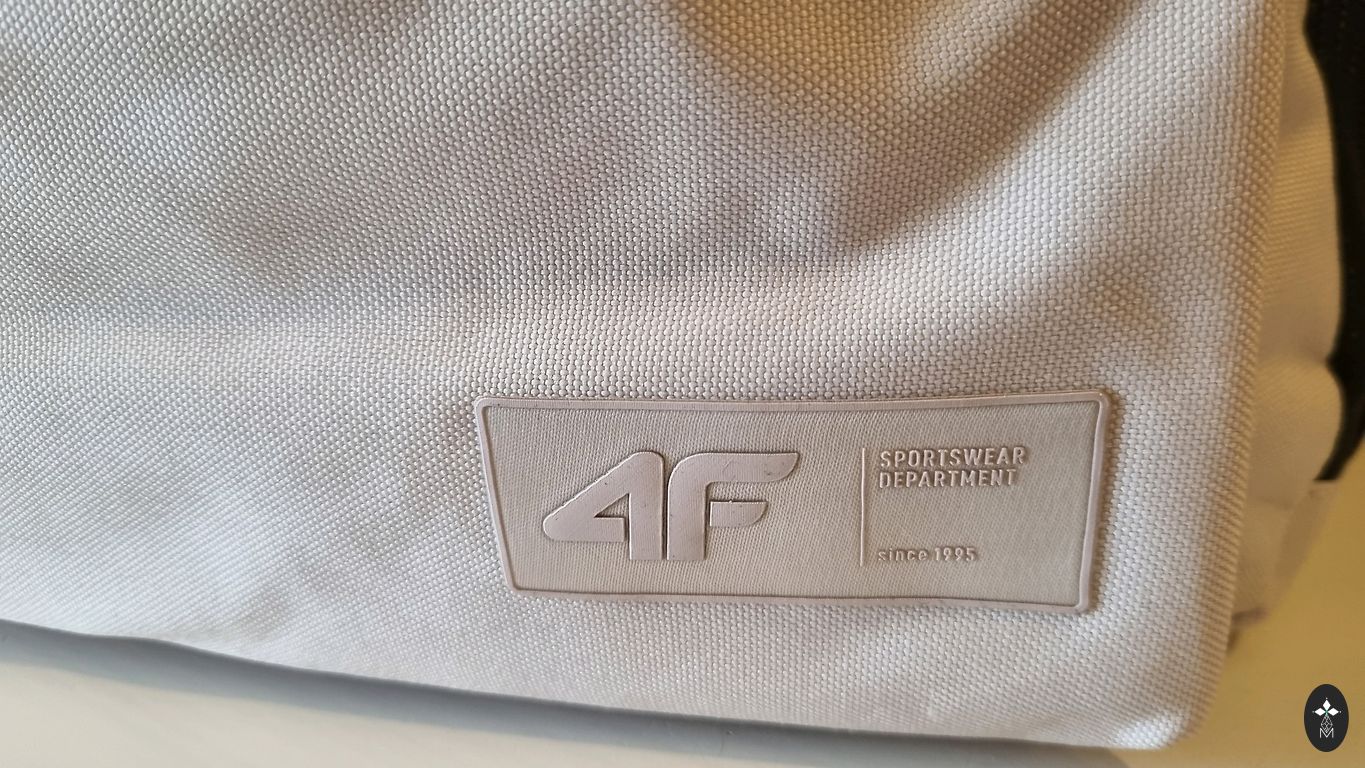 4F
SPORTSWEAR
DEPARTMENT
since 1995
M